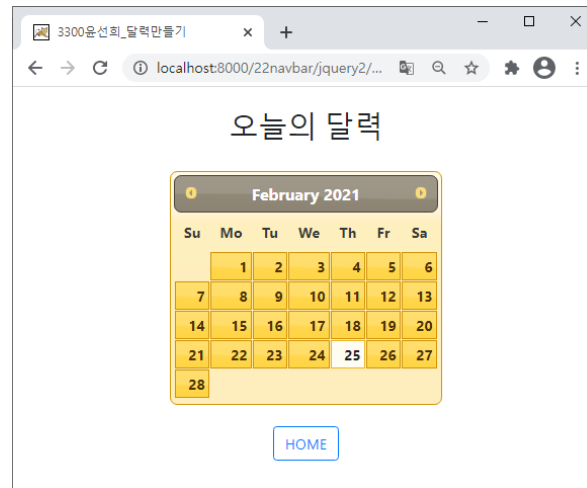 3300윤선희_달력만들기
localhost:8000/22navbar/jquery2/...
오늘의 달력
February 2021
Su Mo Tu We Th Fr Sa
1 2 3 4 5 6
7 8 9 10 11 12 13
14 15 16 17 18 19 20
21 22 23 24 25 26 27
28
HOME